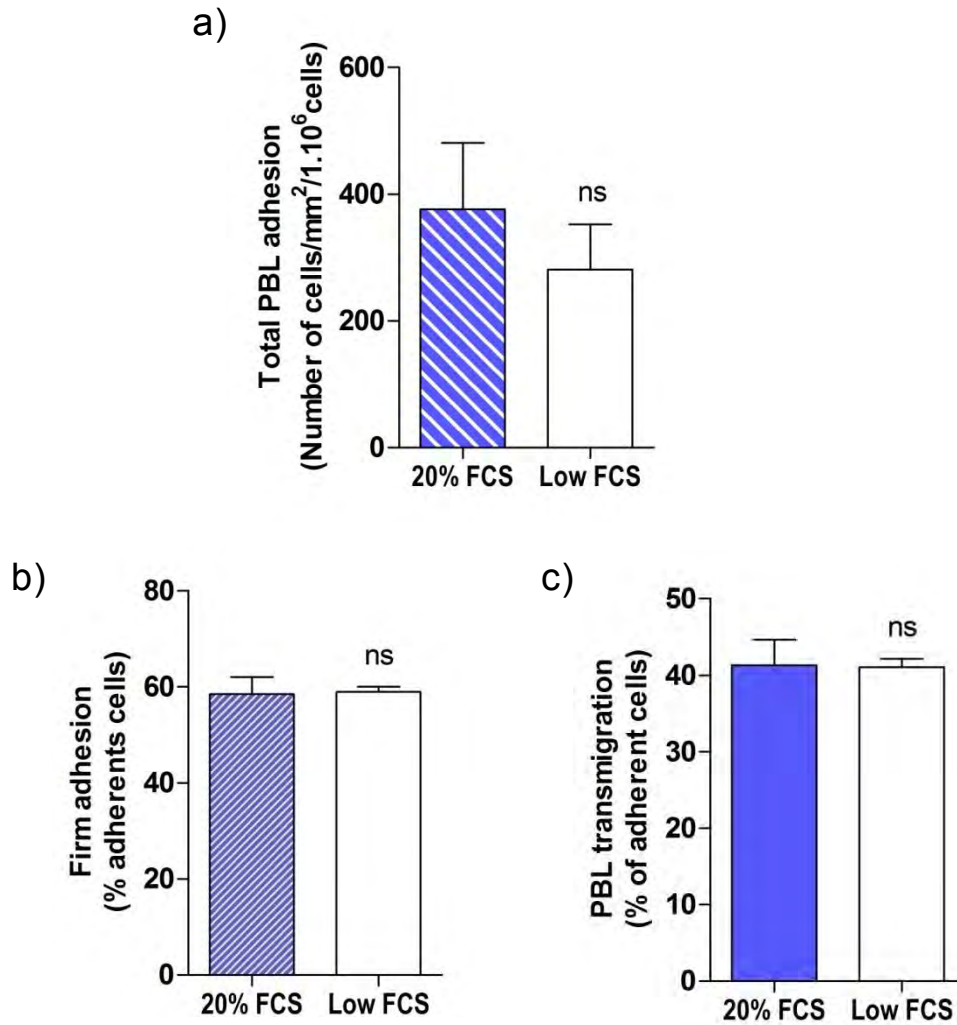 a)
Total PBL adhesion
(Number of cells/mm²/1.10⁶cells)
600
400
200
0
ns
20% FCS Low FCS
b)
Firm adhesion
(% adherents cells)
80
60
40
20
0
ns
20% FCS Low FCS
c)
PBL transmigration
(% of adherent cells)
50
40
30
20
10
0
ns
20% FCS Low FCS